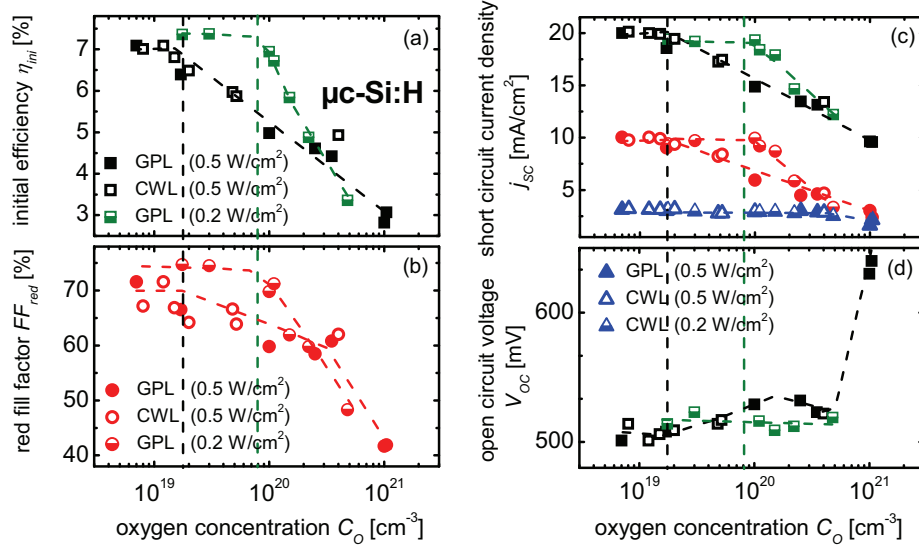 initial efficiency η_ini [%]
8
7
6
5
4
3
(a)
μc-Si:H
GPL (0.5 W/cm²)
CWL (0.5 W/cm²)
GPL (0.2 W/cm²)
red fill factor FF_red [%]
70
60
50
40
(b)
GPL (0.5 W/cm²)
CWL (0.5 W/cm²)
GPL (0.2 W/cm²)
10¹⁹ 10²⁰ 10²¹
oxygen concentration C_O [cm⁻³]
short circuit current density
j_SC [mA/cm²]
20
15
10
5
(c)
open circuit voltage
V_OC [mV]
600
500
(d)
GPL (0.5 W/cm²)
CWL (0.5 W/cm²)
CWL (0.2 W/cm²)
10¹⁹ 10²⁰ 10²¹
oxygen concentration C_O [cm⁻³]